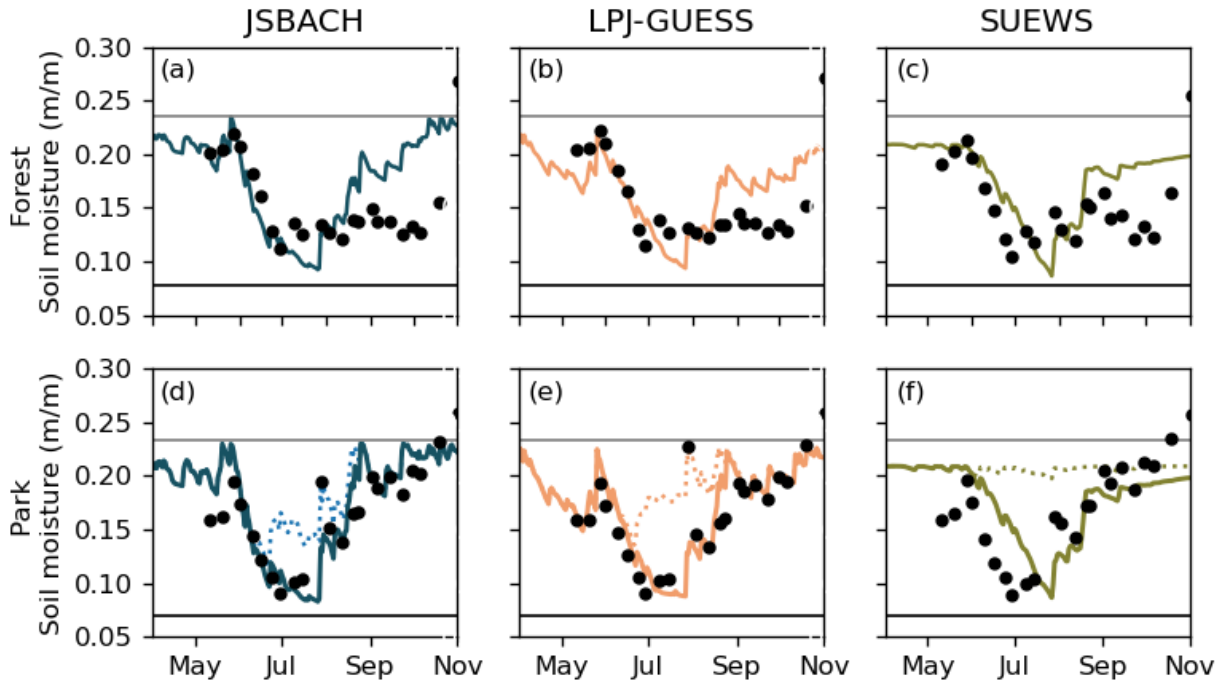 JSBACH LPJ-GUESS SUEWS
Forest
Soil moisture (m/m)
0.30
0.25
0.20
0.15
0.10
0.05
(a) (b) (c)
Park
Soil moisture (m/m)
0.30
0.25
0.20
0.15
0.10
0.05
(d) (e) (f)
May Jul Sep Nov May Jul Sep Nov May Jul Sep Nov